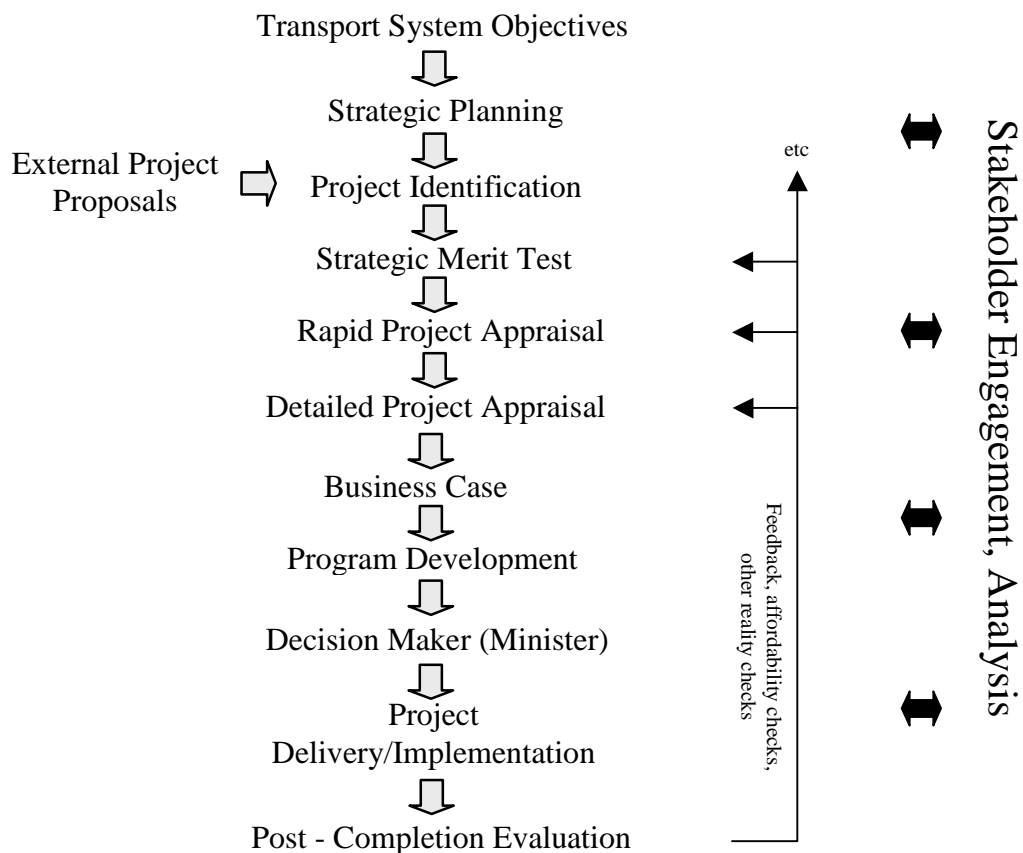 Transport System Objectives
Strategic Planning
External Project
Proposals
Project Identification
Strategic Merit Test
Rapid Project Appraisal
Detailed Project Appraisal
Business Case
Program Development
Decision Maker (Minister)
Project
Delivery/Implementation
Post - Completion Evaluation
etc
Feedback, affordability checks,
other reality checks
Stakeholder Engagement, Analysis